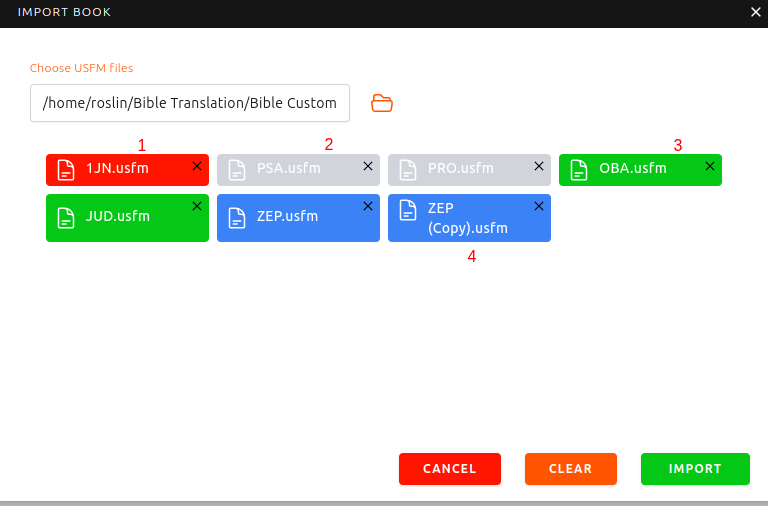 IMPORT BOOK
Choose USFM files
/home/roslin/Bible Translation/Bible Custom
1
2
3
1JN.usfm
PSA.usfm
PRO.usfm
OBA.usfm
JUD.usfm
ZEP.usfm
ZEP
(Copy).usfm
4
CANCEL
CLEAR
IMPORT